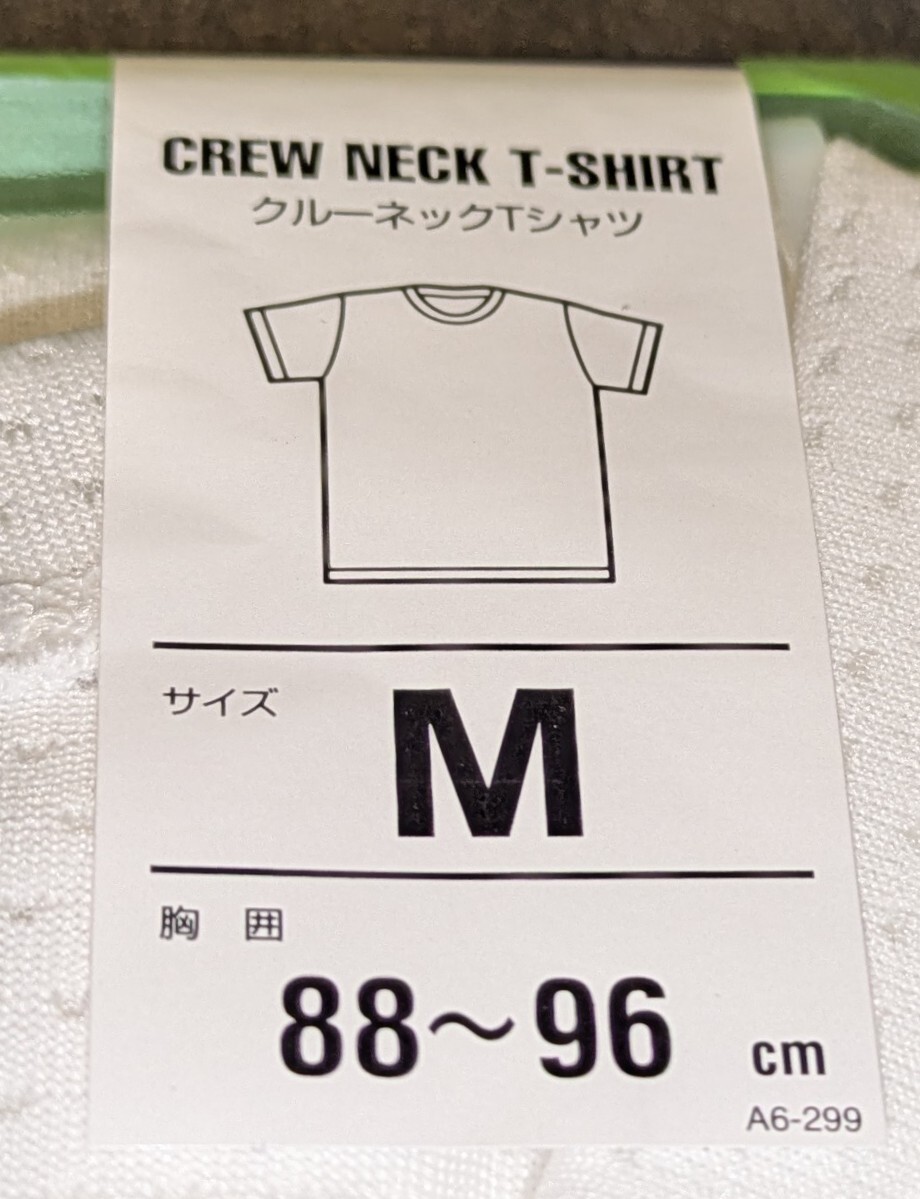 CREW NECK T-SHIRT
クルーネックTシャツ
サイズ M
胸 囲
88～96 cm
A6-299